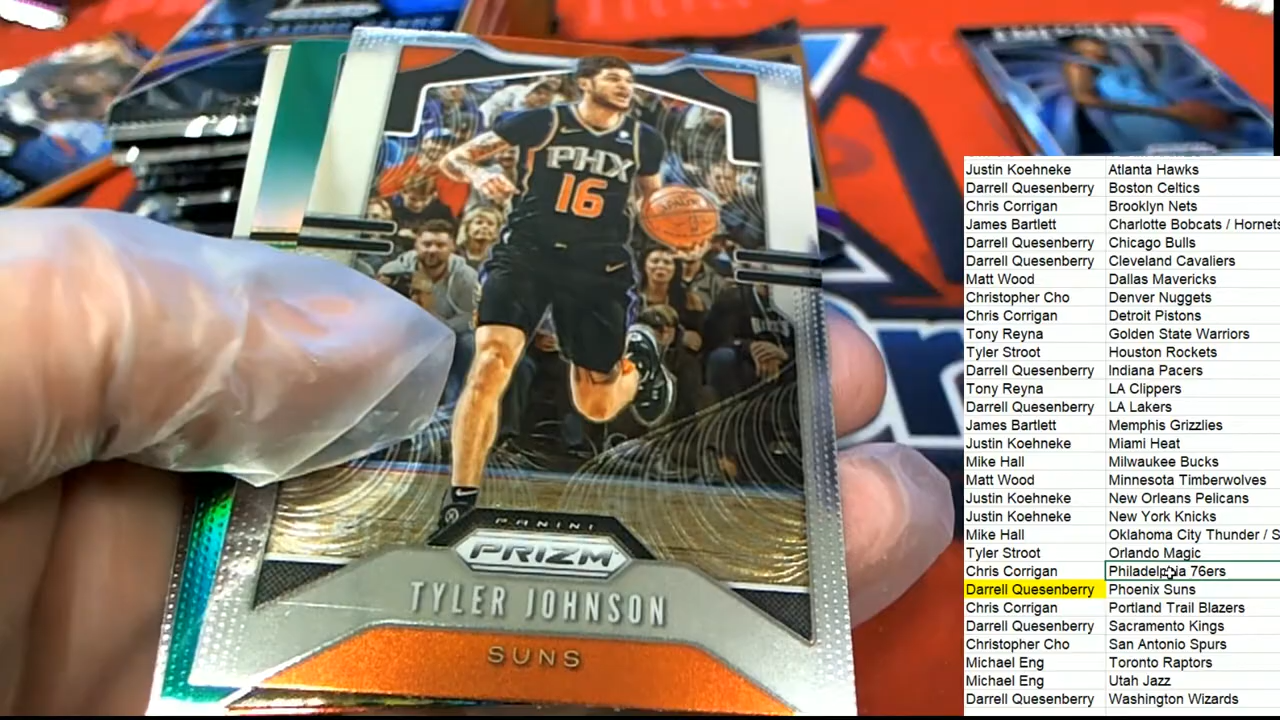 PHX
16
PANINI
PRIZM
TYLER JOHNSON
SUNS
Justin Koehneke Atlanta Hawks
Darrell Quesenberry Boston Celtics
Chris Corrigan Brooklyn Nets
James Bartlett Charlotte Bobcats / Hornets
Darrell Quesenberry Chicago Bulls
Darrell Quesenberry Cleveland Cavaliers
Matt Wood Dallas Mavericks
Christopher Cho Denver Nuggets
Chris Corrigan Detroit Pistons
Tony Reyna Golden State Warriors
Tyler Stroot Houston Rockets
Darrell Quesenberry Indiana Pacers
Tony Reyna LA Clippers
Darrell Quesenberry LA Lakers
James Bartlett Memphis Grizzlies
Justin Koehneke Miami Heat
Mike Hall Milwaukee Bucks
Matt Wood Minnesota Timberwolves
Justin Koehneke New Orleans Pelicans
Justin Koehneke New York Knicks
Mike Hall Oklahoma City Thunder / S
Tyler Stroot Orlando Magic
Chris Corrigan Philadelphia 76ers
Darrell Quesenberry Phoenix Suns
Chris Corrigan Portland Trail Blazers
Darrell Quesenberry Sacramento Kings
Christopher Cho San Antonio Spurs
Michael Eng Toronto Raptors
Michael Eng Utah Jazz
Darrell Quesenberry Washington Wizards